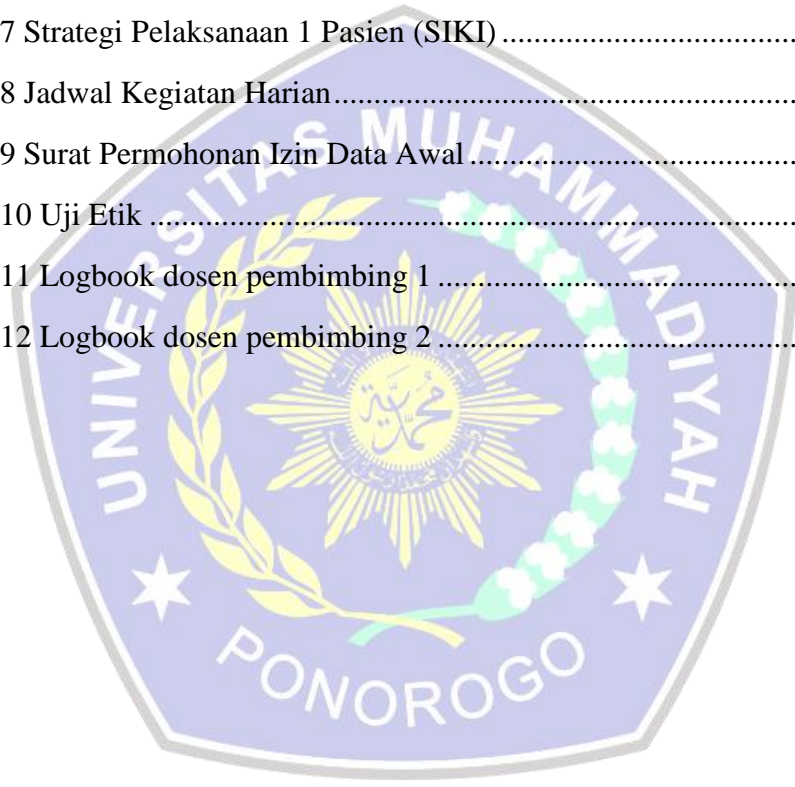 7 Strategi Pelaksanaan 1 Pasien (SIKI)....................................
8 Jadwal Kegiatan Harian........................................................
9 Surat Permohonan Izin Data Awal........................................
10 Uji Etik ..............................................................................
11 Logbook dosen pembimbing 1 ...........................................
12 Logbook dosen pembimbing 2 ...........................................
UNIVERSITAS MUHAMMADIYAH
PONOROGO
محمدية